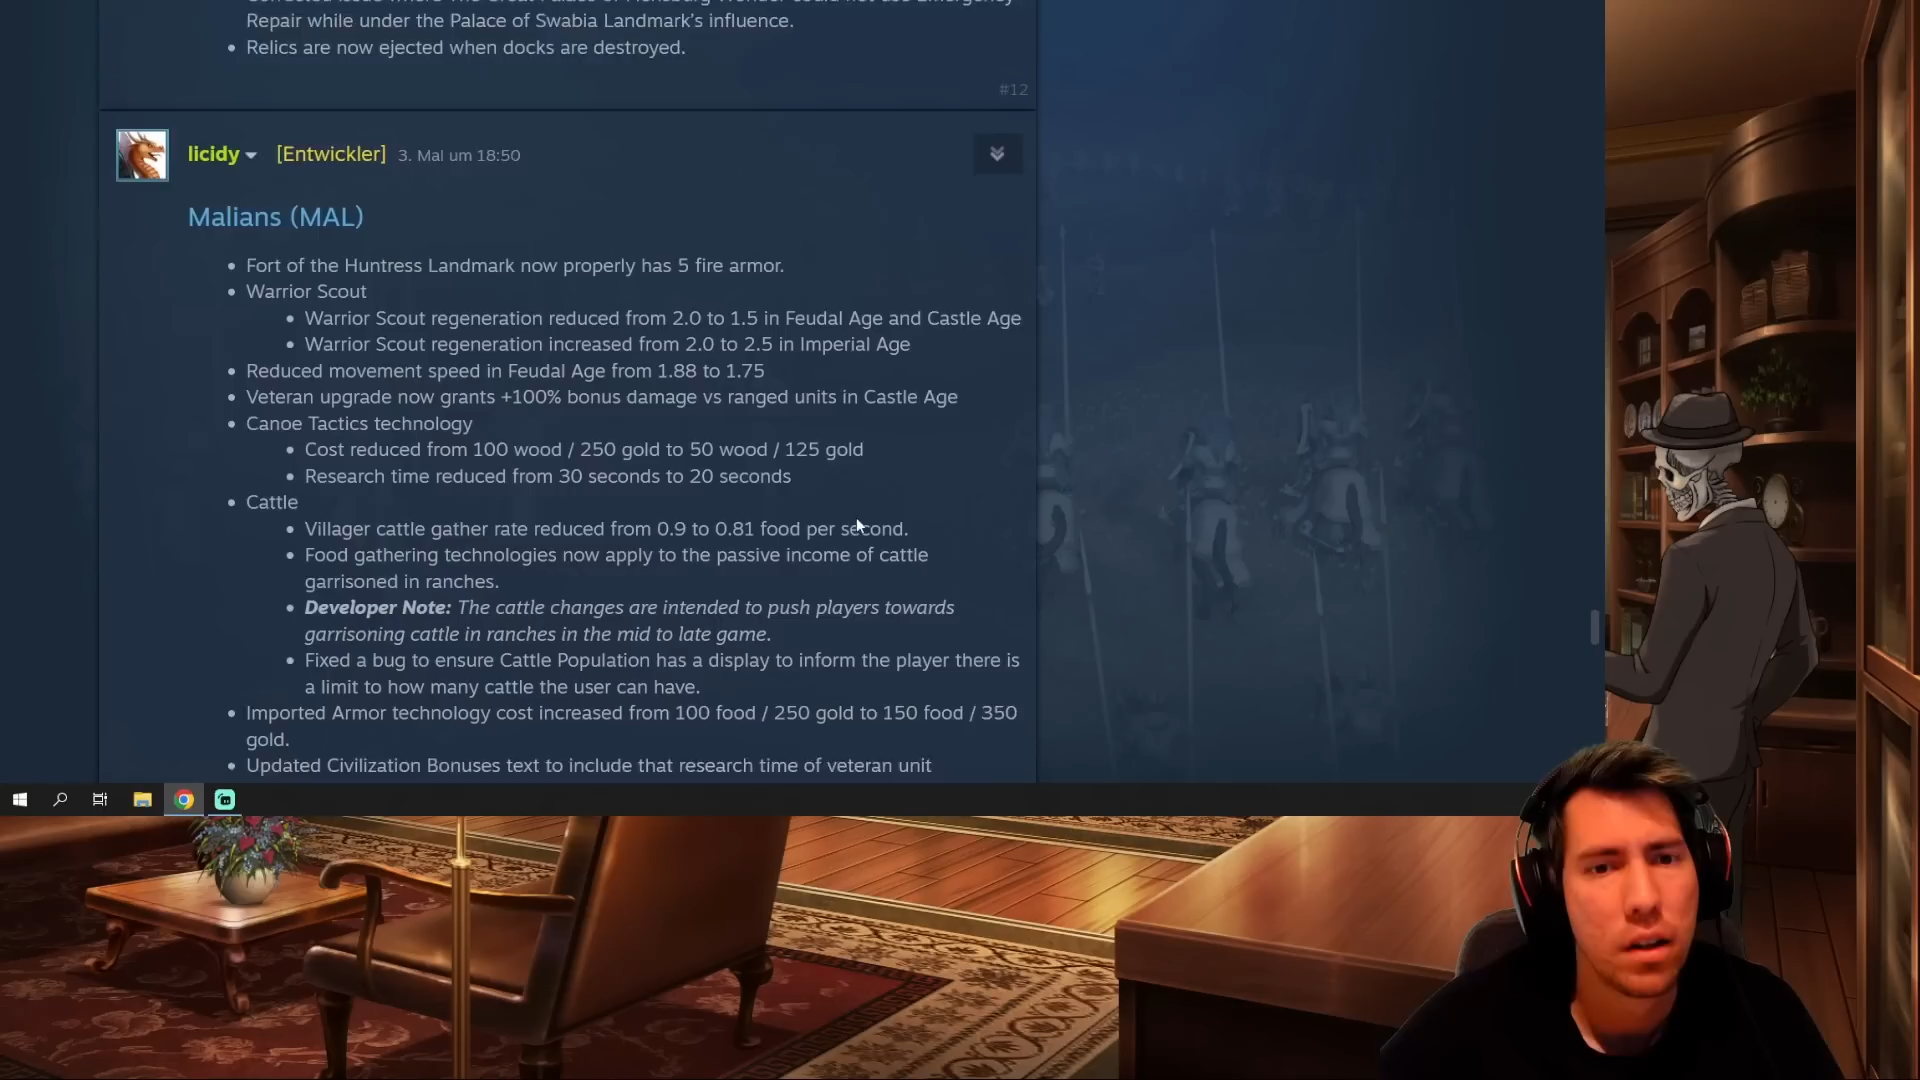 Repair while under the Palace of Swabia Landmark's influence.
• Relics are now ejected when docks are destroyed.
#12
licidy [Entwickler] 3. Mai um 18:50
Malians (MAL)
• Fort of the Huntress Landmark now properly has 5 fire armor.
• Warrior Scout
• Warrior Scout regeneration reduced from 2.0 to 1.5 in Feudal Age and Castle Age
• Warrior Scout regeneration increased from 2.0 to 2.5 in Imperial Age
• Reduced movement speed in Feudal Age from 1.88 to 1.75
• Veteran upgrade now grants +100% bonus damage vs ranged units in Castle Age
• Canoe Tactics technology
• Cost reduced from 100 wood / 250 gold to 50 wood / 125 gold
• Research time reduced from 30 seconds to 20 seconds
• Cattle
• Villager cattle gather rate reduced from 0.9 to 0.81 food per second.
• Food gathering technologies now apply to the passive income of cattle
garrisoned in ranches.
• Developer Note: The cattle changes are intended to push players towards
garrisoning cattle in ranches in the mid to late game.
• Fixed a bug to ensure Cattle Population has a display to inform the player there is
a limit to how many cattle the user can have.
• Imported Armor technology cost increased from 100 food / 250 gold to 150 food / 350
gold.
• Updated Civilization Bonuses text to include that research time of veteran unit